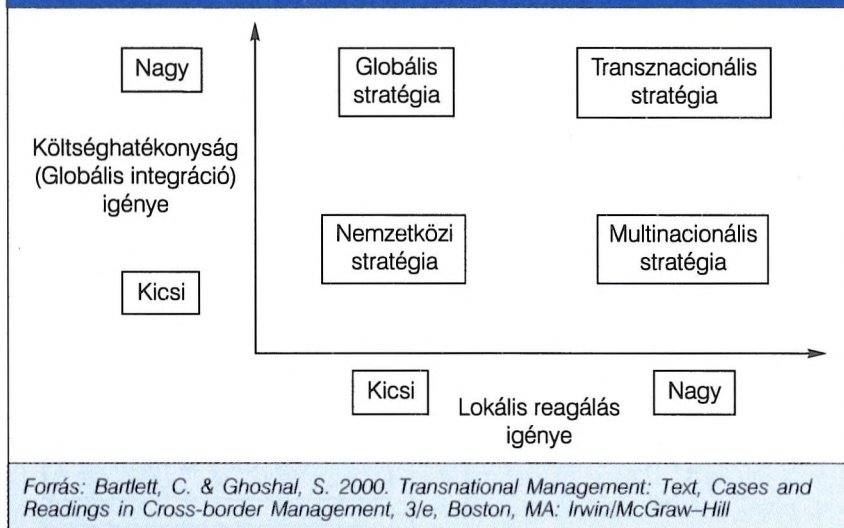 Nagy
Globális
stratégia
Transznacionális
stratégia
Költséghatékonyság
(Globális integráció)
igénye
Nemzetközi
stratégia
Multinacionális
stratégia
Kicsi
Kicsi
Lokális reagálás
igénye
Nagy
Forrás: Bartlett, C. & Ghoshal, S. 2000. Transnational Management: Text, Cases and
Readings in Cross-border Management, 3/e, Boston, MA: Irwin/McGraw–Hill